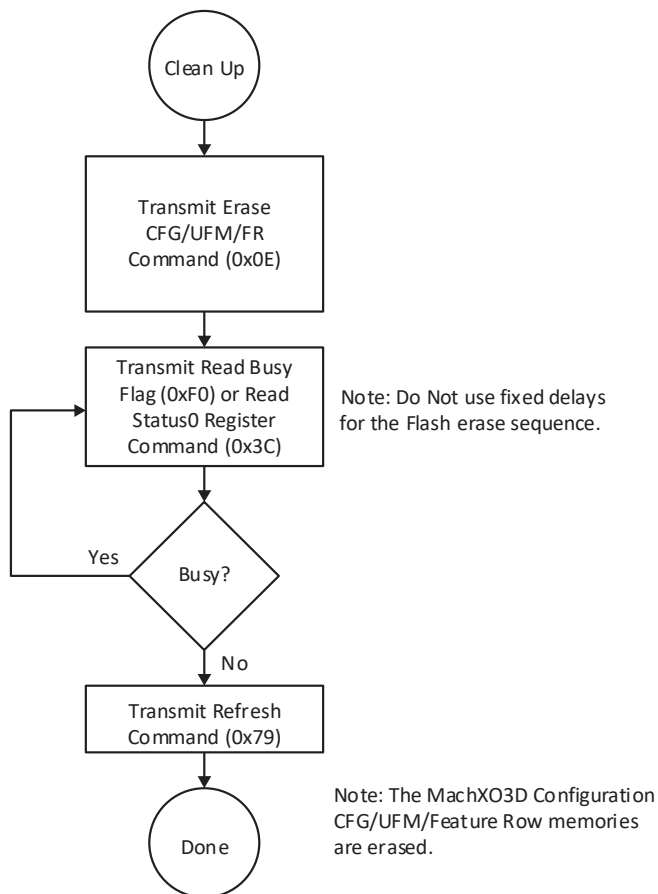 Clean Up
Transmit Erase
CFG/UFM/FR
Command (0x0E)
Transmit Read Busy
Flag (0xF0) or Read
Status0 Register
Command (0x3C)
Note: Do Not use fixed delays
for the Flash erase sequence.
Yes
Busy?
No
Transmit Refresh
Command (0x79)
Done
Note: The MachXO3D Configuration
CFG/UFM/Feature Row memories
are erased.